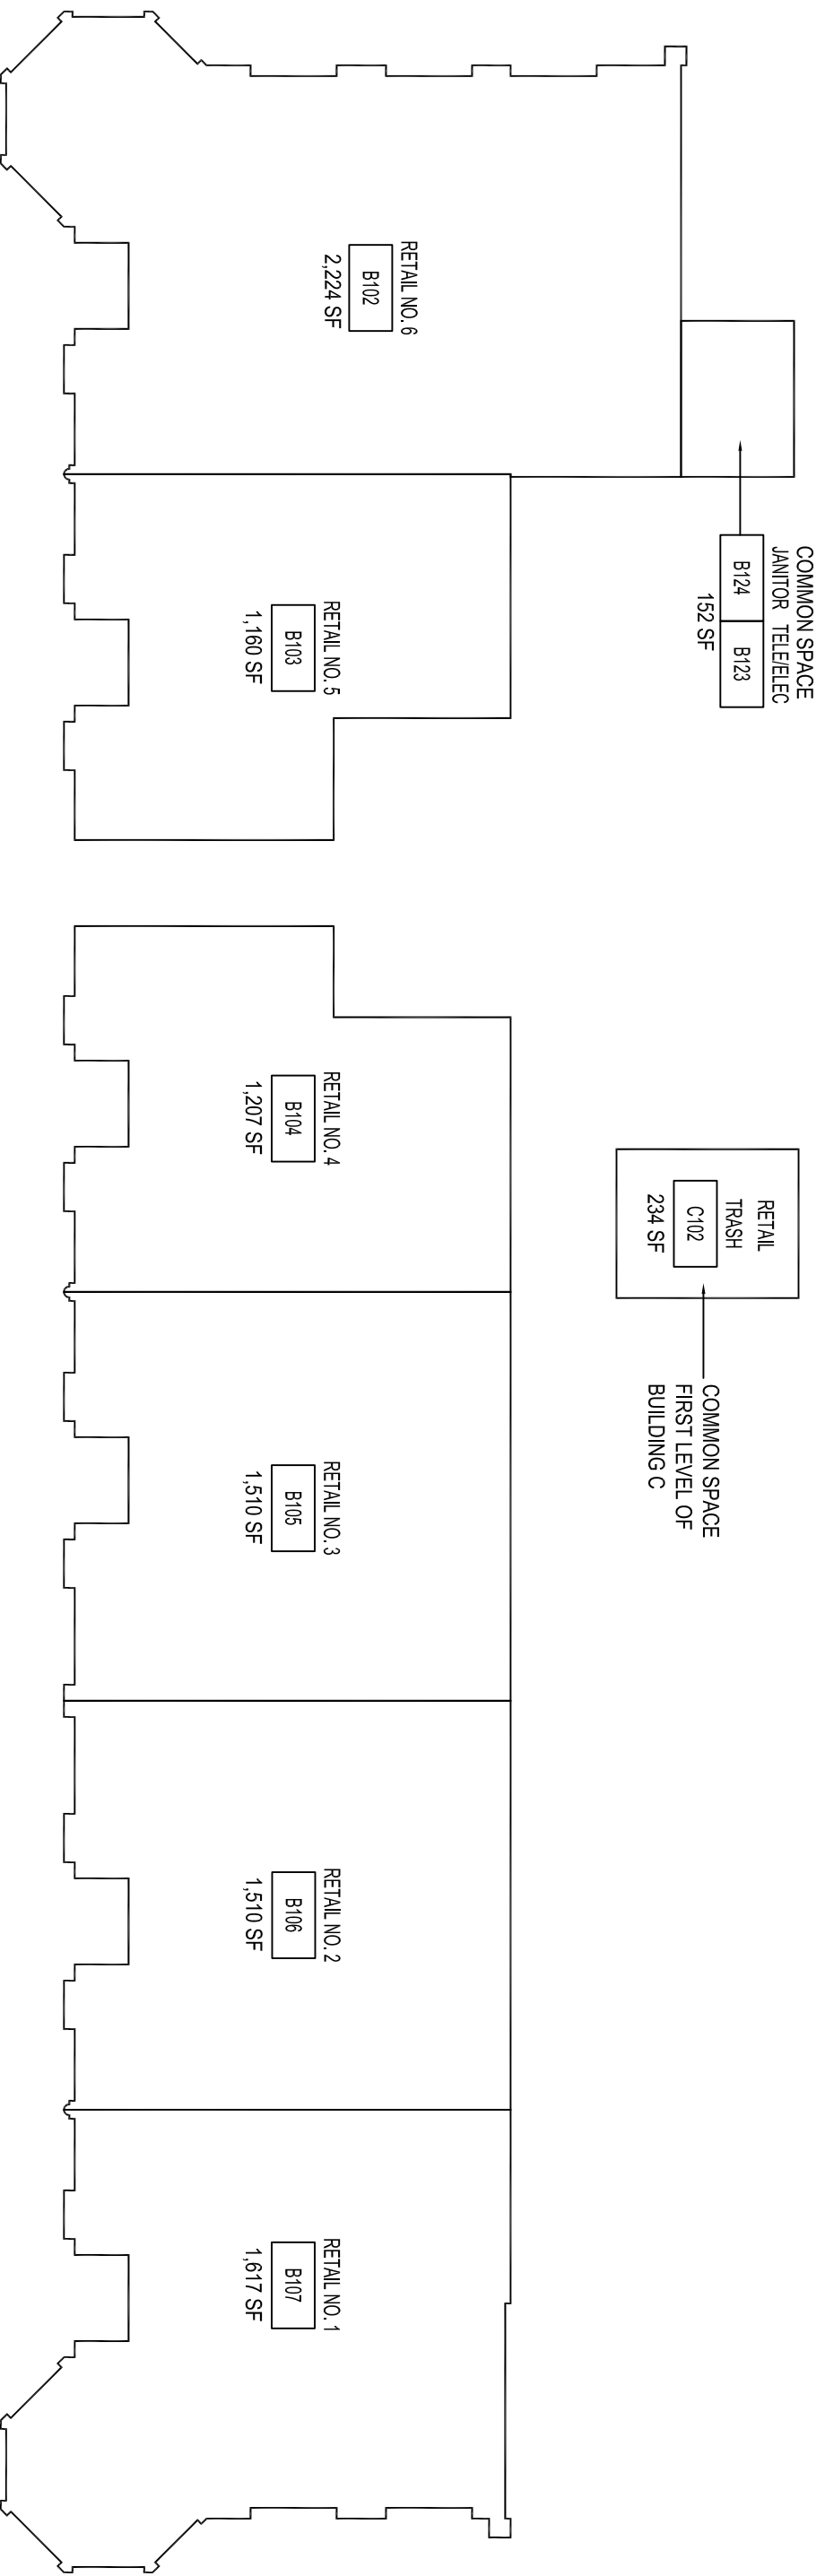 COMMON SPACE
JANITOR TELE/ELEC
B124 B123
152 SF
RETAIL NO. 6
B102
2,224 SF
RETAIL NO. 5
B103
1,160 SF
RETAIL
TRASH
C102
234 SF
COMMON SPACE
FIRST LEVEL OF
BUILDING C
RETAIL NO. 4
B104
1,207 SF
RETAIL NO. 3
B105
1,510 SF
RETAIL NO. 2
B106
1,510 SF
RETAIL NO. 1
B107
1,617 SF